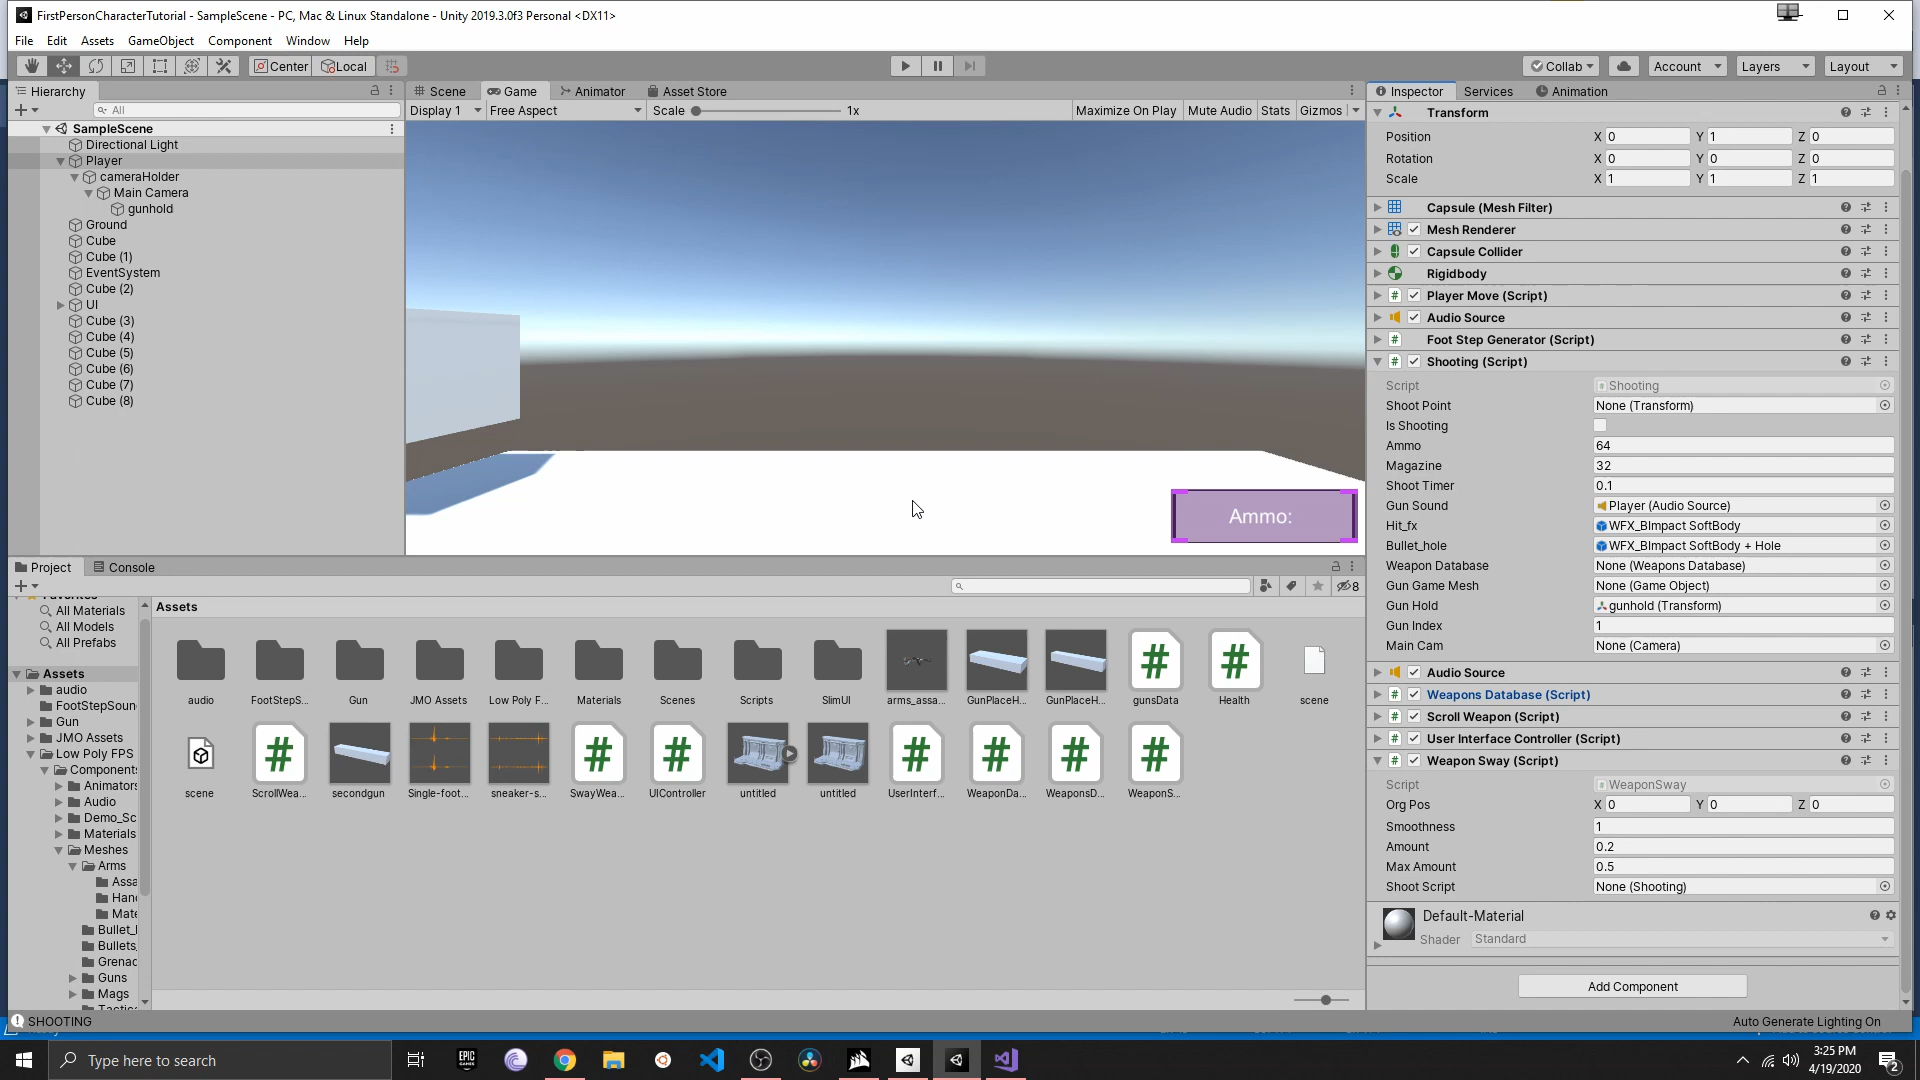 FirstPersonCharacterTutorial - SampleScene - PC, Mac & Linux Standalone - Unity 2019.3.0f3 Personal <DX11>
File Edit Assets GameObject Component Window Help
Center Local Collab Account Layers Layout
Hierarchy
All
SampleScene
Directional Light
Player
cameraHolder
Main Camera
gunhold
Ground
Cube
Cube (1)
EventSystem
Cube (2)
UI
Cube (3)
Cube (4)
Cube (5)
Cube (6)
Cube (7)
Cube (8)
Scene Game Animator Asset Store
Display 1 Free Aspect Scale 1x Maximize On Play Mute Audio Stats Gizmos
Ammo:
Inspector Services Animation
Transform
Position X 0 Y 1 Z 0
Rotation X 0 Y 0 Z 0
Scale X 1 Y 1 Z 1
Capsule (Mesh Filter)
Mesh Renderer
Capsule Collider
Rigidbody
# Player Move (Script)
Audio Source
# Foot Step Generator (Script)
# Shooting (Script)
Script # Shooting
Shoot Point None (Transform)
Is Shooting
Ammo 64
Magazine 32
Shoot Timer 0.1
Gun Sound Player (Audio Source)
Hit_fx WFX_BImpact SoftBody
Bullet_hole WFX_BImpact SoftBody + Hole
Weapon Database None (Weapons Database)
Gun Game Mesh None (Game Object)
Gun Hold gunhold (Transform)
Gun Index 1
Main Cam None (Camera)
Audio Source
# Weapons Database (Script)
# Scroll Weapon (Script)
# User Interface Controller (Script)
# Weapon Sway (Script)
Script # WeaponSway
Org Pos X 0 Y 0 Z 0
Smoothness 1
Amount 0.2
Max Amount 0.5
Shoot Script None (Shooting)
Default-Material
Shader Standard
Add Component
Project Console
8
Favorites
All Materials
All Models
All Prefabs
Assets
audio
FootStepSoun
Gun
JMO Assets
Low Poly FPS
Component
Animators
Audio
Demo_Sc
Materials
Meshes
Arms
Assa
Hand
Mate
Bullet_
Bullets
Grenad
Guns
Mags
Assets
audio FootStepS... Gun JMO Assets Low Poly F... Materials Scenes Scripts SlimUI arms_assa... GunPlaceH... GunPlaceH... gunsData Health scene
scene ScrollWea... secondgun Single-foot... sneaker-s... SwayWea... UIController untitled untitled UserInterf... WeaponDa... WeaponsD... WeaponS...
SHOOTING
Auto Generate Lighting On
Type here to search
EPIC GAMES
3:25 PM
4/19/2020
2